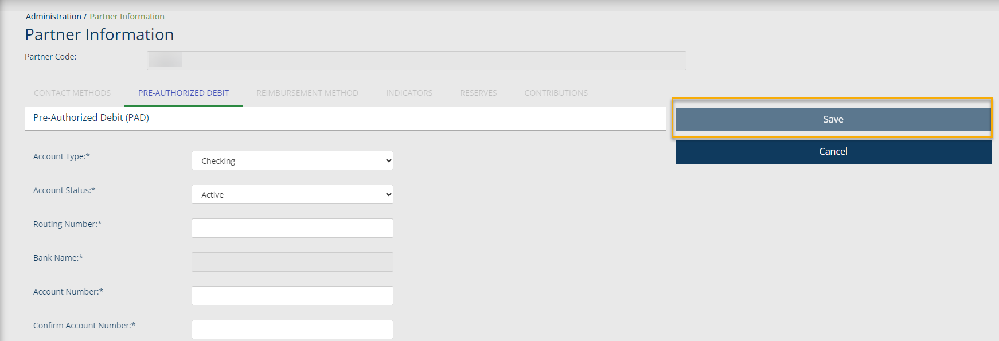 Administration / Partner Information
Partner Information
Partner Code:
CONTACT METHODS PRE-AUTHORIZED DEBIT REIMBURSEMENT METHOD INDICATORS RESERVES CONTRIBUTIONS
Pre-Authorized Debit (PAD)
Save
Cancel
Account Type:* Checking
Account Status:* Active
Routing Number:*
Bank Name:*
Account Number:*
Confirm Account Number:*